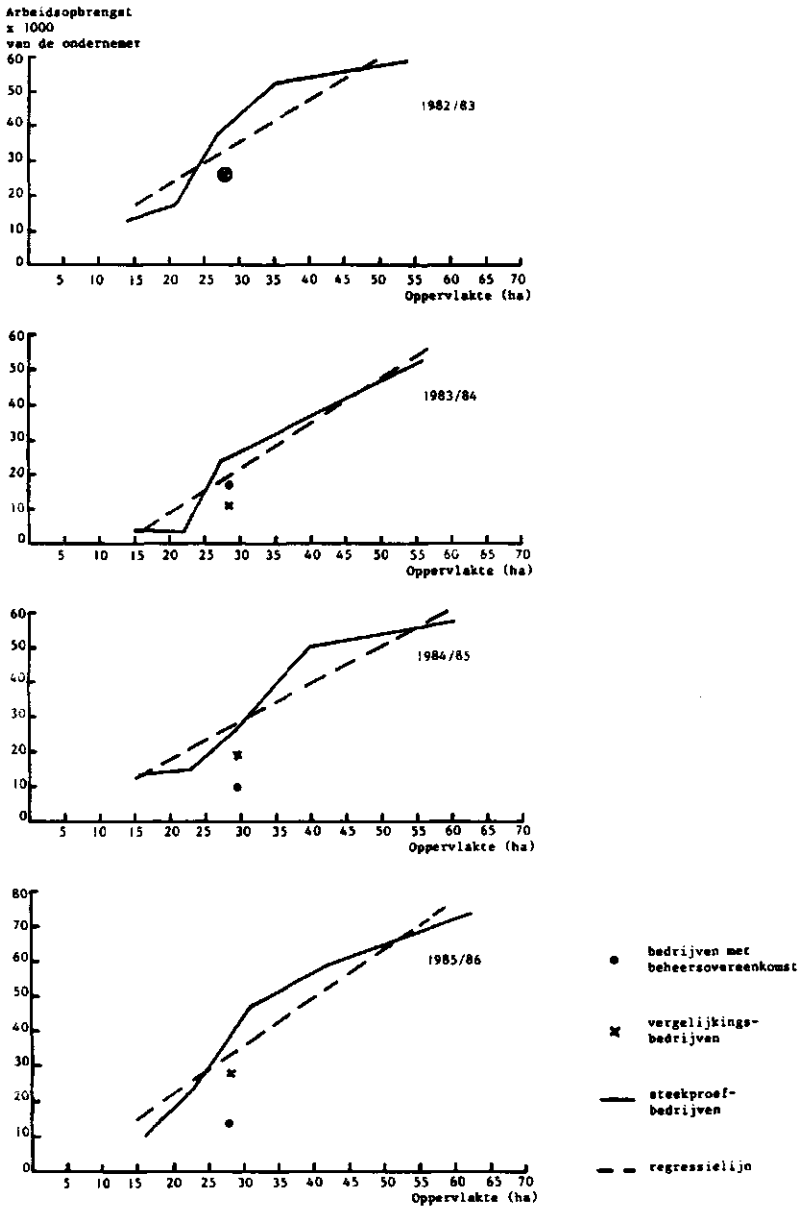 Arbeidsopbrengst
x 1000
van de ondernemer
60
50
40
30
20
10
0
1982/83
5 10 15 20 25 30 35 40 45 50 55 60 65 70
Oppervlakte (ha)
60
50
40
30
20
10
0
1983/84
5 10 15 20 25 30 35 40 45 50 55 60 65 70
Oppervlakte (ha)
60
50
40
30
20
10
0
1984/85
5 10 15 20 25 30 35 40 45 50 55 60 65 70
Oppervlakte (ha)
80
70
60
50
40
30
20
10
0
1985/86
5 10 15 20 25 30 35 40 45 50 55 60 65 70
Oppervlakte (ha)
bedrijven met
beheersovereenkomst
vergelijkings-
bedrijven
steekproef-
bedrijven
regressielijn